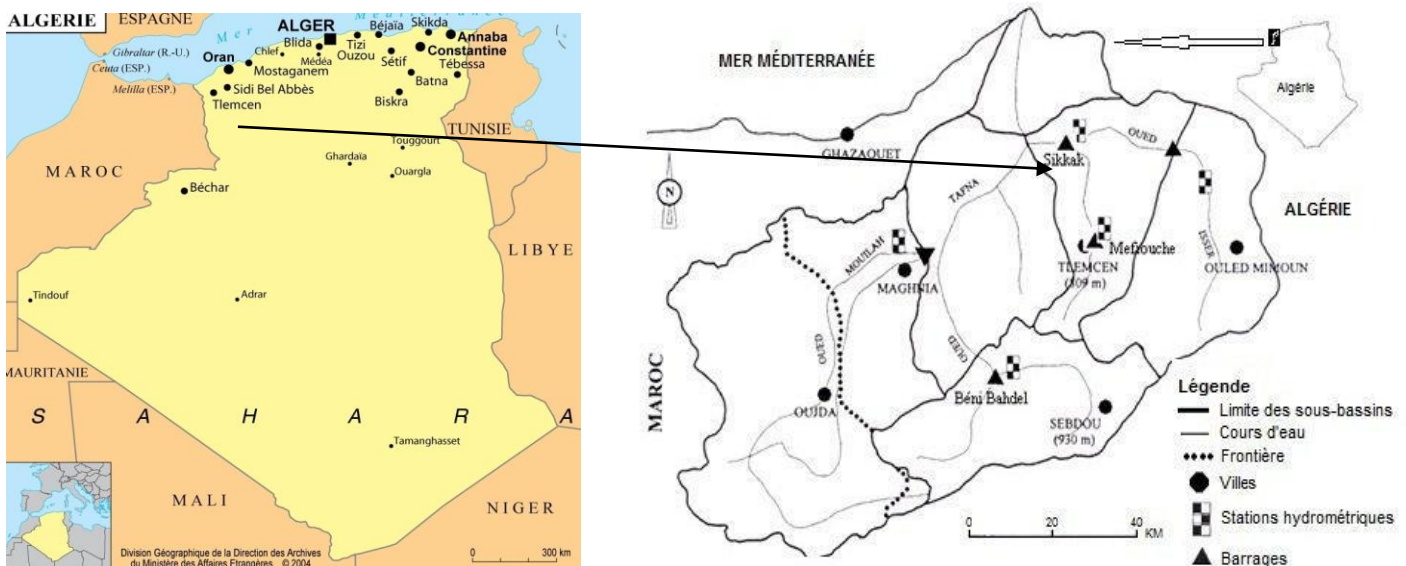 ALGERIE
ESPAGNE
Mer Méditerranée
Gibraltar (R.-U.)
Ceuta (ESP.)
Melilla (ESP.)
ALGER
Béjaïa
Skikda
Annaba
Blida
Tizi
Ouzou
Constantine
Oran
Chlef
Médéa
Sétif
Tébessa
Mostaganem
Batna
Sidi Bel Abbès
Tlemcen
Biskra
TUNISIE
MAROC
Touggourt
Ghardaïa
Ouargla
Béchar
LIBYE
Tindouf
Adrar
MAURITANIE
S A H A R A
Tamanghasset
MALI
NIGER
Division Géographique de la Direction des Archives
du Ministère des Affaires Etrangères © 2004
0 300 km
MER MÉDITERRANÉE
Algérie
GHAZAOUET
Sikkak
OUED
TAFNA
N
ALGÉRIE
MOUILAH
MAGHNIA
Mefrouche
TLEMCEN
(809 m)
ISSER
OULED MIMOUN
OUED
OUED
MAROC
OUJDA
Béni Bahdel
SEBDOU
(930 m)
0 20 40
KM
Légende
Limite des sous-bassins
Cours d'eau
Frontière
Villes
Stations hydrométriques
Barrages